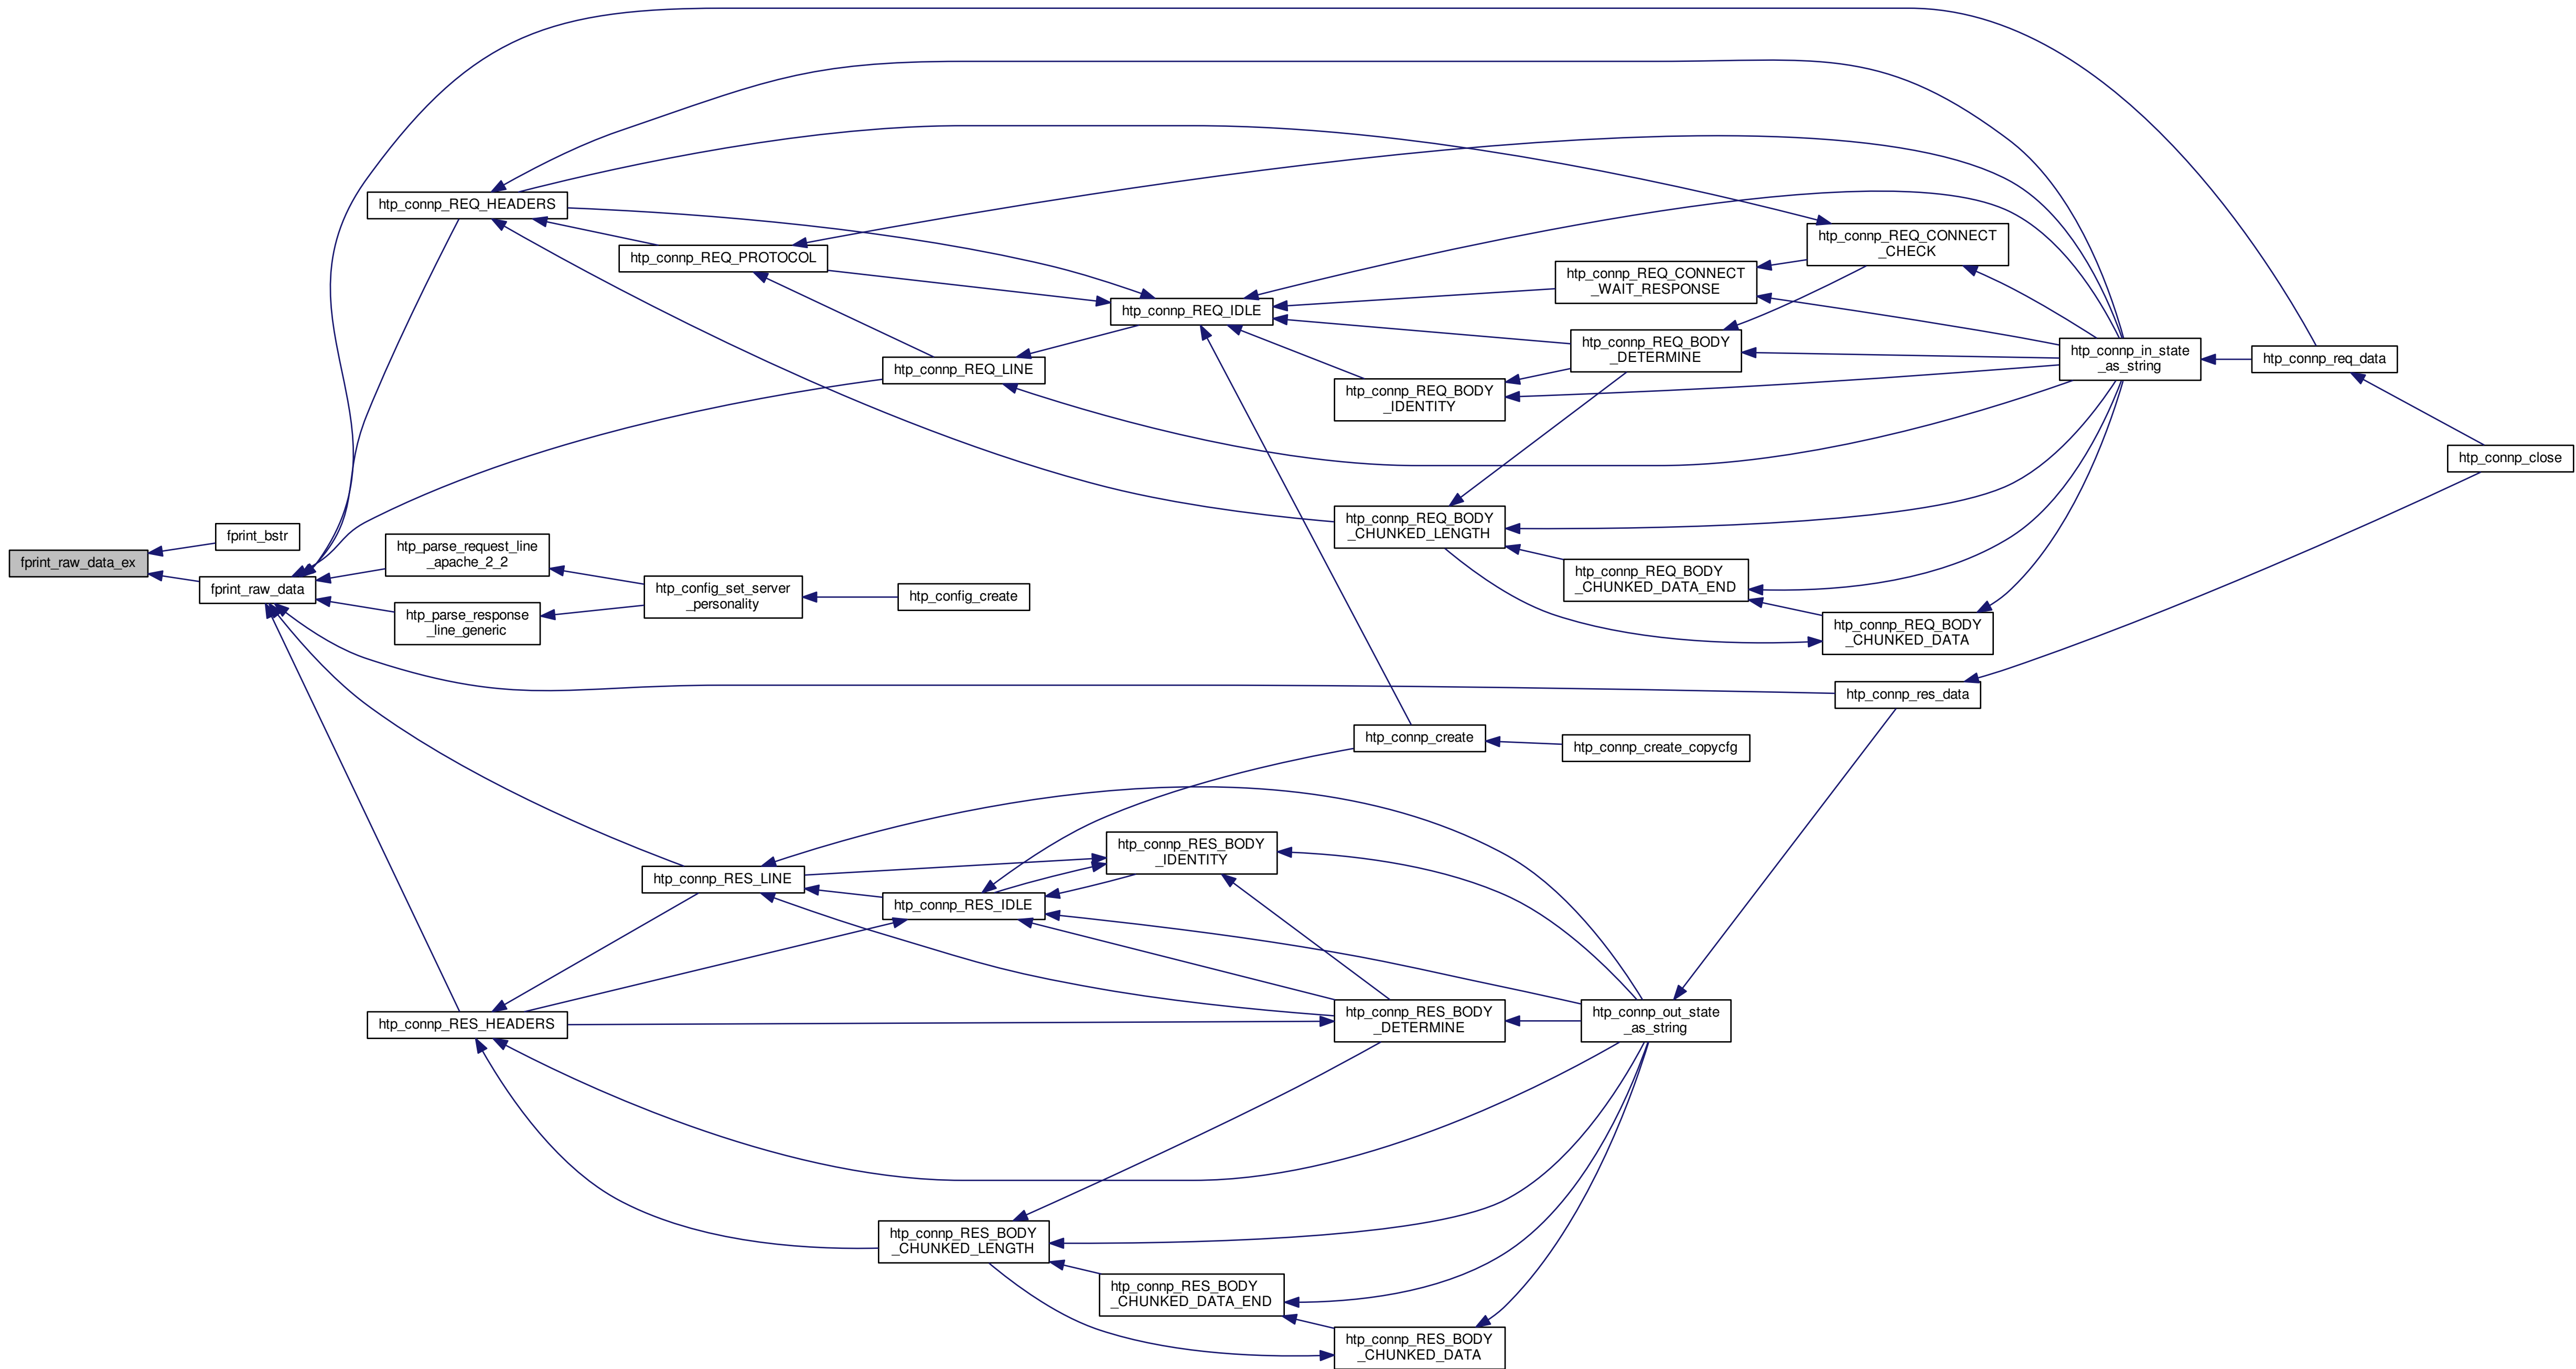 htp_connp_REQ_HEADERS
htp_connp_REQ_CONNECT
_CHECK
htp_connp_REQ_PROTOCOL
htp_connp_REQ_CONNECT
_WAIT_RESPONSE
htp_connp_REQ_IDLE
htp_connp_REQ_BODY
_DETERMINE
htp_connp_in_state
_as_string
htp_connp_req_data
htp_connp_REQ_LINE
htp_connp_REQ_BODY
_IDENTITY
htp_connp_close
htp_connp_REQ_BODY
_CHUNKED_LENGTH
fprint_bstr
fprint_raw_data_ex
htp_parse_request_line
_apache_2_2
htp_connp_REQ_BODY
_CHUNKED_DATA_END
fprint_raw_data
htp_config_set_server
_personality
htp_config_create
htp_parse_response
_line_generic
htp_connp_REQ_BODY
_CHUNKED_DATA
htp_connp_res_data
htp_connp_create
htp_connp_create_copycfg
htp_connp_RES_BODY
_IDENTITY
htp_connp_RES_LINE
htp_connp_RES_IDLE
htp_connp_RES_HEADERS
htp_connp_RES_BODY
_DETERMINE
htp_connp_out_state
_as_string
htp_connp_RES_BODY
_CHUNKED_LENGTH
htp_connp_RES_BODY
_CHUNKED_DATA_END
htp_connp_RES_BODY
_CHUNKED_DATA